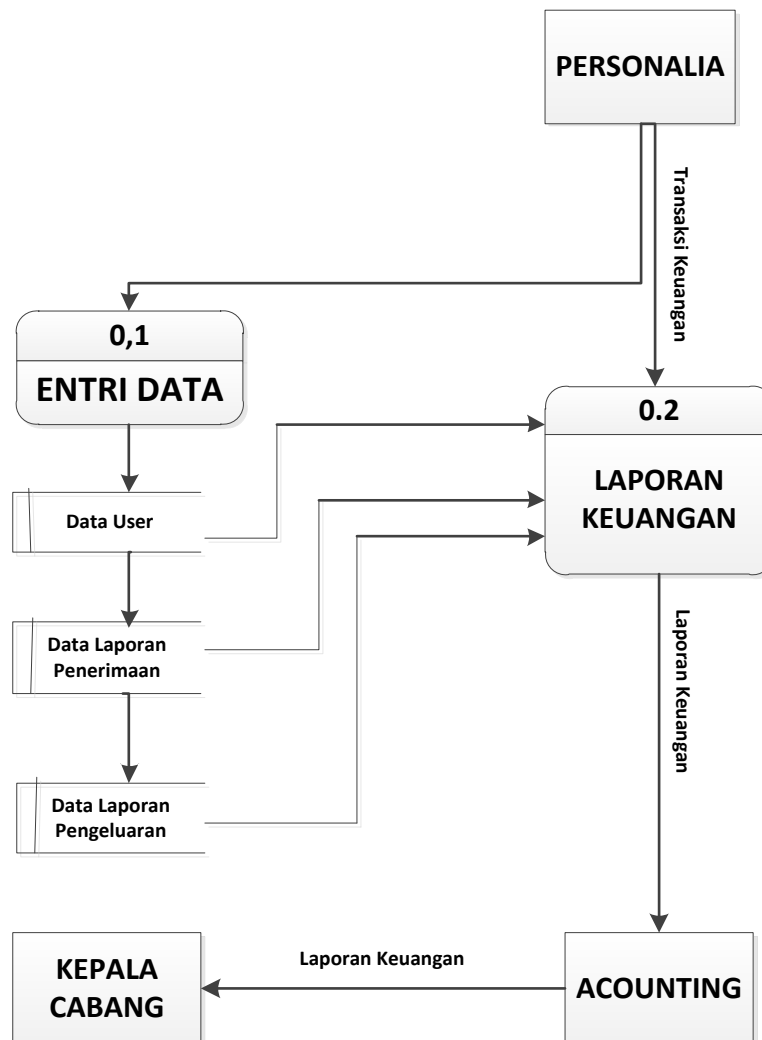 PERSONALIA
Transaksi Keuangan
0,1
ENTRI DATA
0.2
LAPORAN
KEUANGAN
Data User
Data Laporan
Penerimaan
Laporan Keuangan
Data Laporan
Pengeluaran
KEPALA
CABANG
Laporan Keuangan
ACOUNTING